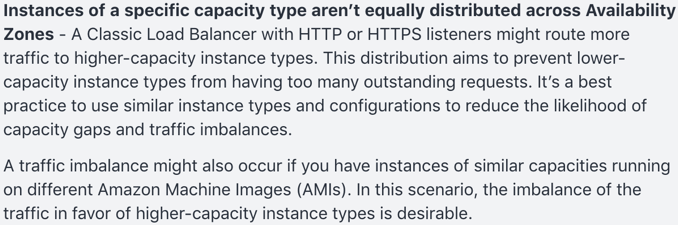 Instances of a specific capacity type aren’t equally distributed across Availability
Zones - A Classic Load Balancer with HTTP or HTTPS listeners might route more
traffic to higher-capacity instance types. This distribution aims to prevent lower-
capacity instance types from having too many outstanding requests. It’s a best
practice to use similar instance types and configurations to reduce the likelihood of
capacity gaps and traffic imbalances.
A traffic imbalance might also occur if you have instances of similar capacities running
on different Amazon Machine Images (AMIs). In this scenario, the imbalance of the
traffic in favor of higher-capacity instance types is desirable.